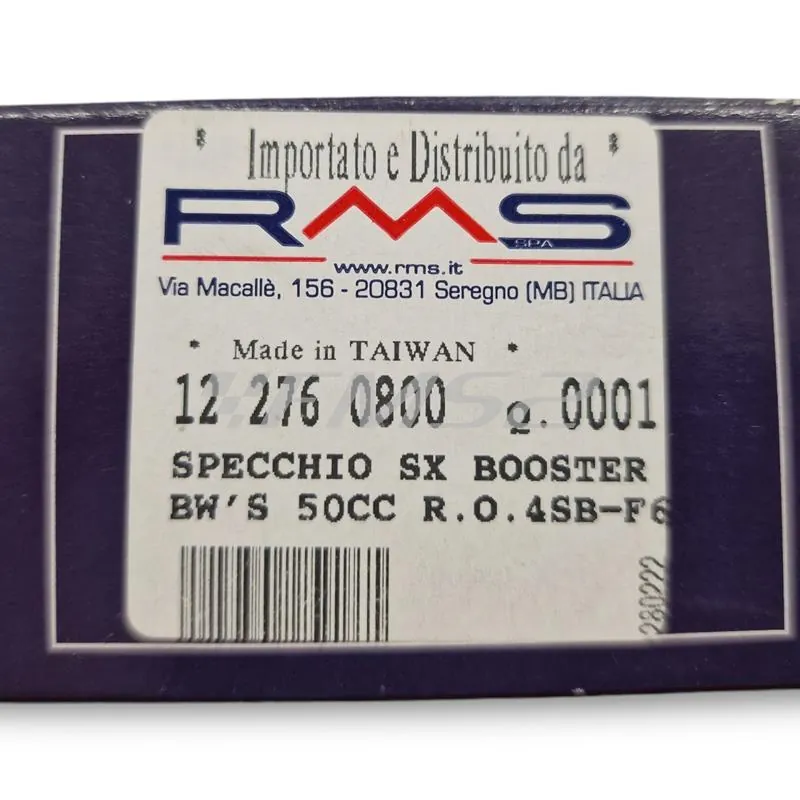 * Importato e Distribuito da *
RMS
SPA
www.rms.it
Via Macallè, 156 - 20831 Seregno (MB) ITALIA
* Made in TAIWAN *
12 276 0800 Q.0001
SPECCHIO SX BOOSTER
BW'S 50CC R.O.4SB-F6
280222